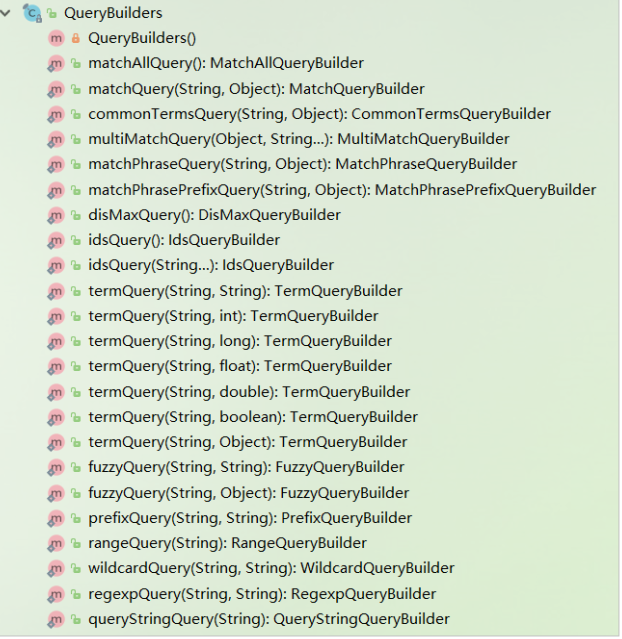 QueryBuilders
QueryBuilders()
matchAllQuery(): MatchAllQueryBuilder
matchQuery(String, Object): MatchQueryBuilder
commonTermsQuery(String, Object): CommonTermsQueryBuilder
multiMatchQuery(Object, String...): MultiMatchQueryBuilder
matchPhraseQuery(String, Object): MatchPhraseQueryBuilder
matchPhrasePrefixQuery(String, Object): MatchPhrasePrefixQueryBuilder
disMaxQuery(): DisMaxQueryBuilder
idsQuery(): IdsQueryBuilder
idsQuery(String...): IdsQueryBuilder
termQuery(String, String): TermQueryBuilder
termQuery(String, int): TermQueryBuilder
termQuery(String, long): TermQueryBuilder
termQuery(String, float): TermQueryBuilder
termQuery(String, double): TermQueryBuilder
termQuery(String, boolean): TermQueryBuilder
termQuery(String, Object): TermQueryBuilder
fuzzyQuery(String, String): FuzzyQueryBuilder
fuzzyQuery(String, Object): FuzzyQueryBuilder
prefixQuery(String, String): PrefixQueryBuilder
rangeQuery(String): RangeQueryBuilder
wildcardQuery(String, String): WildcardQueryBuilder
regexpQuery(String, String): RegexpQueryBuilder
queryStringQuery(String): QueryStringQueryBuilder